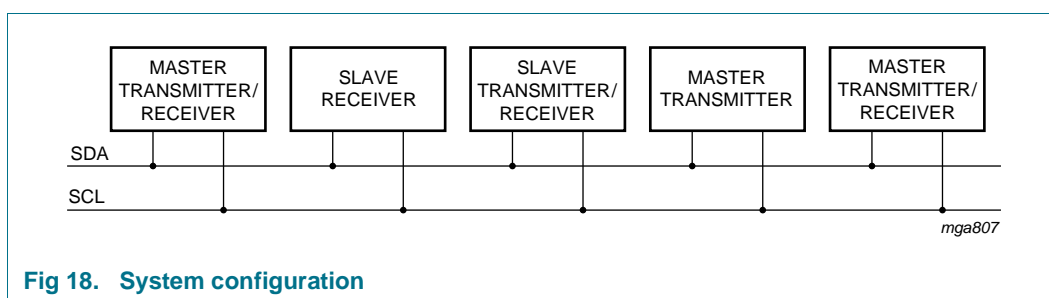 MASTER
TRANSMITTER/
RECEIVER
SLAVE
RECEIVER
SLAVE
TRANSMITTER/
RECEIVER
MASTER
TRANSMITTER
MASTER
TRANSMITTER/
RECEIVER
SDA
SCL
mga807
Fig 18. System configuration